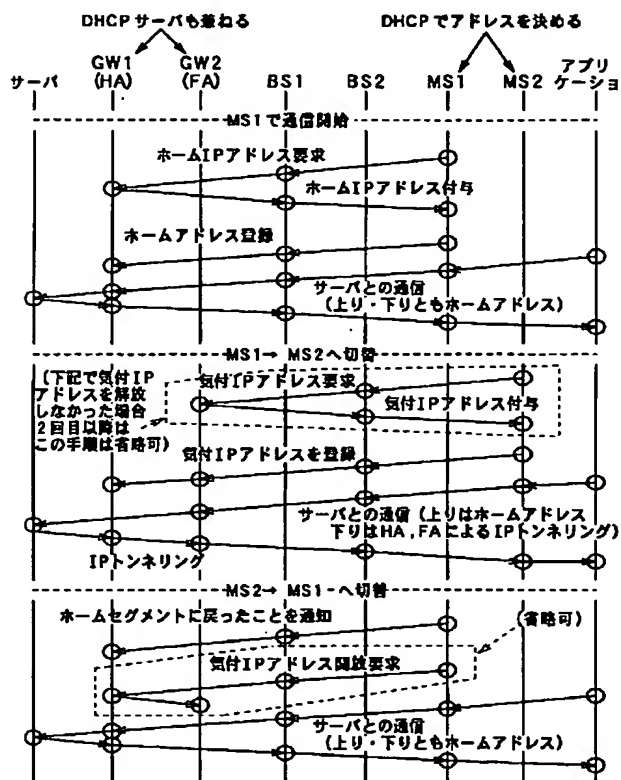 DHCPサーバも兼ねる
DHCPでアドレスを決める
サーバ
GW1
(HA)
GW2
(FA)
BS1
BS2
MS1
MS2
アプリ
ケーショ
MS1で通信開始
ホームIPアドレス要求
ホームIPアドレス付与
ホームアドレス登録
サーバとの通信
(上り・下りともホームアドレス)
MS1→MS2へ切替
(下記で気付IP
アドレスを解放
しなかった場合
2回目以降は
この手順は省略可)
気付IPアドレス要求
気付IPアドレス付与
気付IPアドレスを登録
サーバとの通信(上りはホームアドレス
下りはHA,FAによるIPトンネリング)
IPトンネリング
MS2→MS1へ切替
ホームセグメントに戻ったことを通知
(省略可)
気付IPアドレス開放要求
サーバとの通信
(上り・下りともホームアドレス)